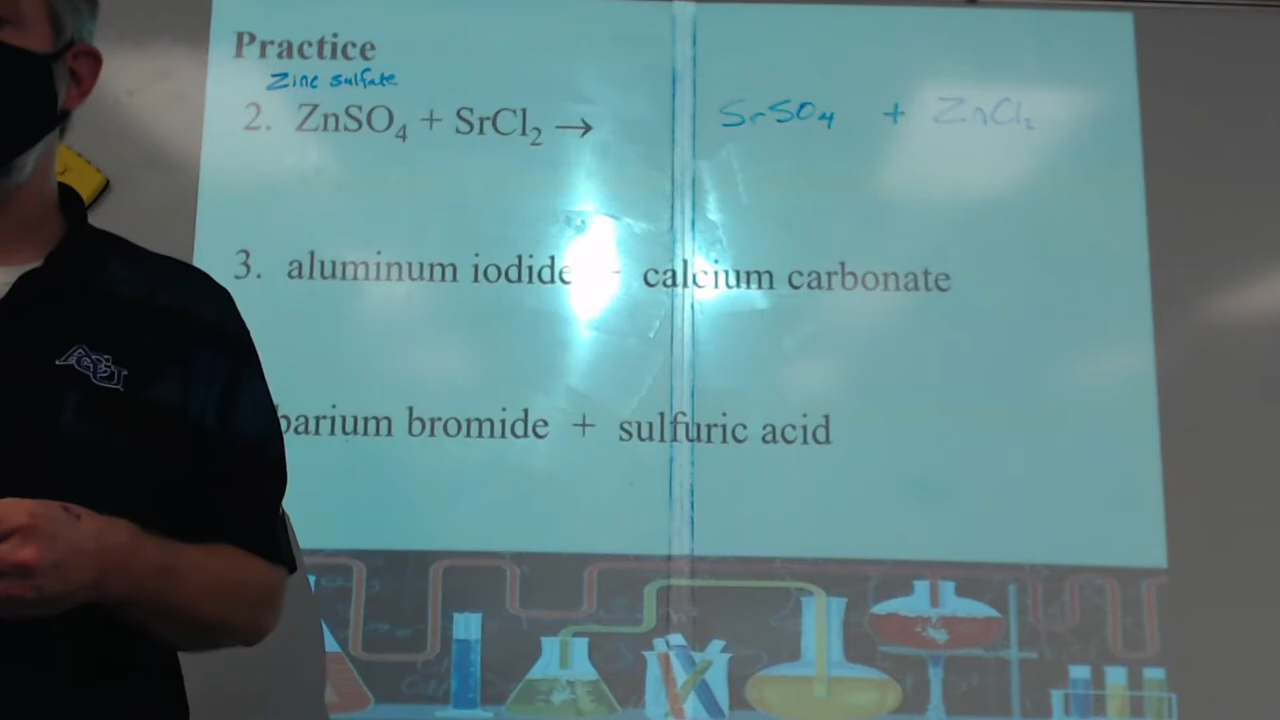 Practice
Zinc sulfate
2. ZnSO₄ + SrCl₂ → SrSO₄ + ZnCl₂
3. aluminum iodide calcium carbonate
barium bromide + sulfuric acid